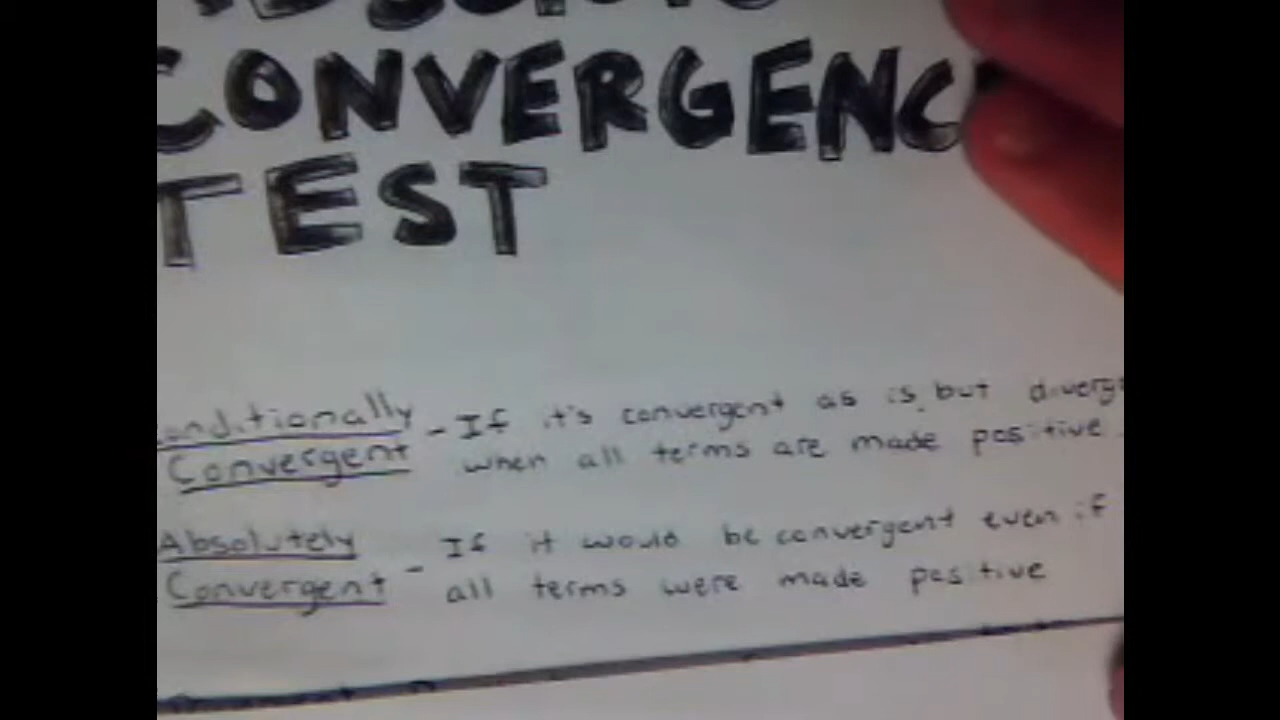 ABSOLUTE
CONVERGENC
TEST
Conditionally
Convergent - If it's convergent as is, but diverg
when all terms are made positive.
Absolutely
Convergent - If it would be convergent even if
all terms were made positive